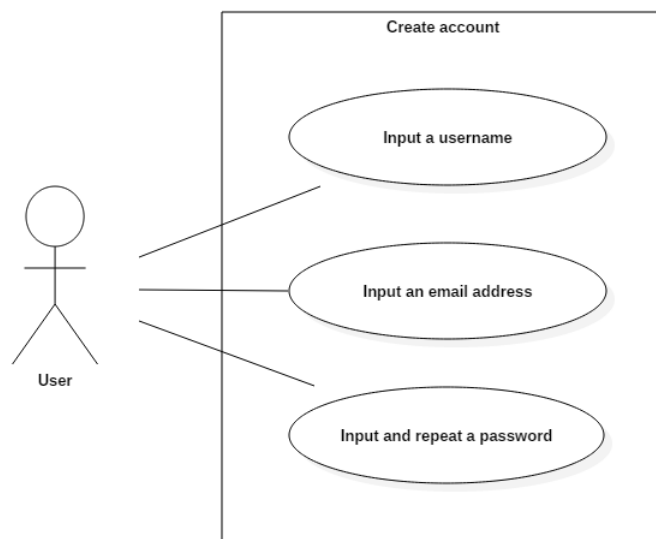 Create account
Input a username
Input an email address
User
Input and repeat a password